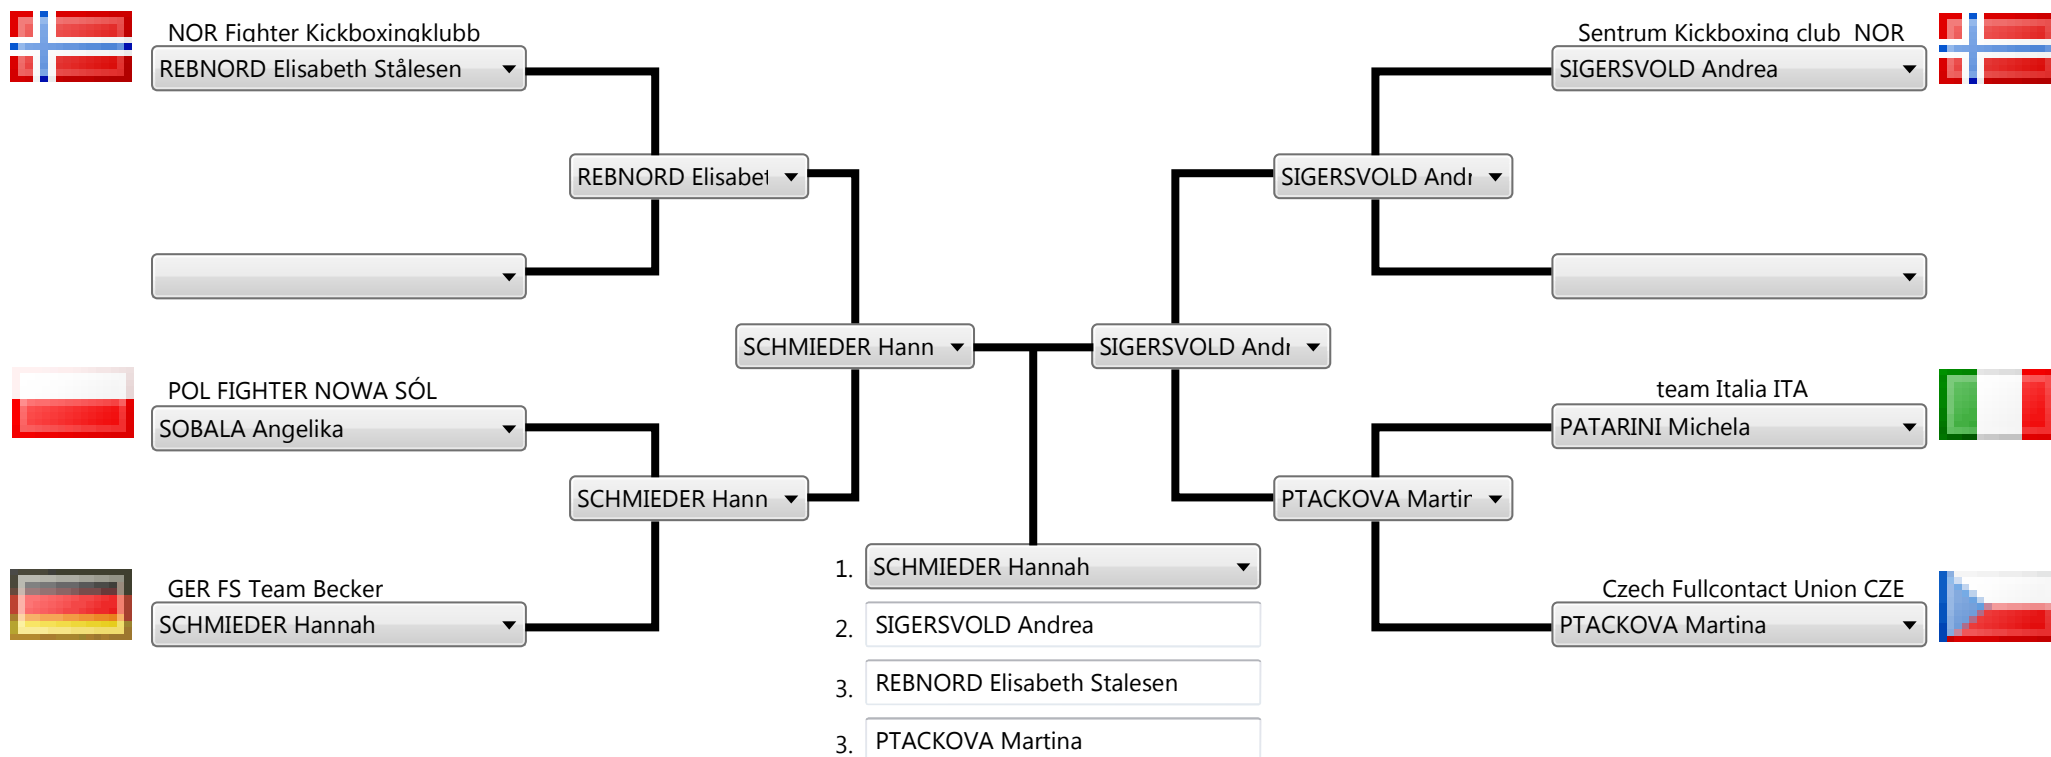 NOR Fighter Kickboxingklubb
REBNORD Elisabeth Stålesen
Sentrum Kickboxing club NOR
SIGERSVOLD Andrea
REBNORD Elisabet
SIGERSVOLD Andr
SCHMIEDER Hann
SIGERSVOLD Andr
POL FIGHTER NOWA SÓL
SOBALA Angelika
team Italia ITA
PATARINI Michela
SCHMIEDER Hann
PTACKOVA Martin
GER FS Team Becker
SCHMIEDER Hannah
Czech Fullcontact Union CZE
PTACKOVA Martina
1. SCHMIEDER Hannah
2. SIGERSVOLD Andrea
3. REBNORD Elisabeth Stalesen
3. PTACKOVA Martina